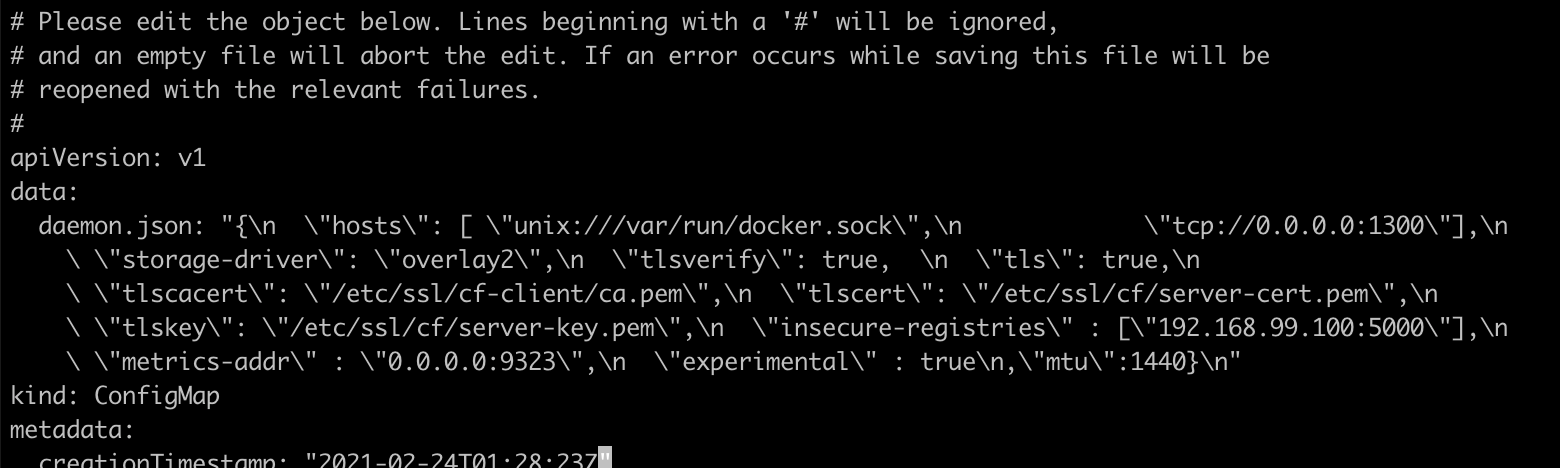 # Please edit the object below. Lines beginning with a '#' will be ignored,
# and an empty file will abort the edit. If an error occurs while saving this file will be
# reopened with the relevant failures.
#
apiVersion: v1
data:
  daemon.json: "{\n  \"hosts\": [ \"unix:///var/run/docker.sock\",\n             \"tcp://0.0.0.0:1300\"],\n
    \ \"storage-driver\": \"overlay2\",\n  \"tlsverify\": true,  \n  \"tls\": true,\n
    \ \"tlscacert\": \"/etc/ssl/cf-client/ca.pem\",\n  \"tlscert\": \"/etc/ssl/cf/server-cert.pem\",\n
    \ \"tlskey\": \"/etc/ssl/cf/server-key.pem\",\n  \"insecure-registries\" : [\"192.168.99.100:5000\"],\n
    \ \"metrics-addr\" : \"0.0.0.0:9323\",\n  \"experimental\" : true\n,\"mtu\":1440}\n"
kind: ConfigMap
metadata:
  creationTimestamp: "2021-02-24T01:28:23Z"